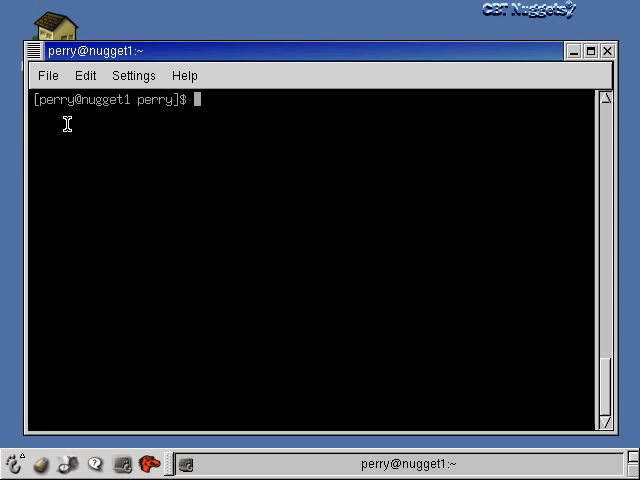 CBT Nuggets
perry@nugget1:~
File Edit Settings Help
[perry@nugget1 perry]$
perry@nugget1:~